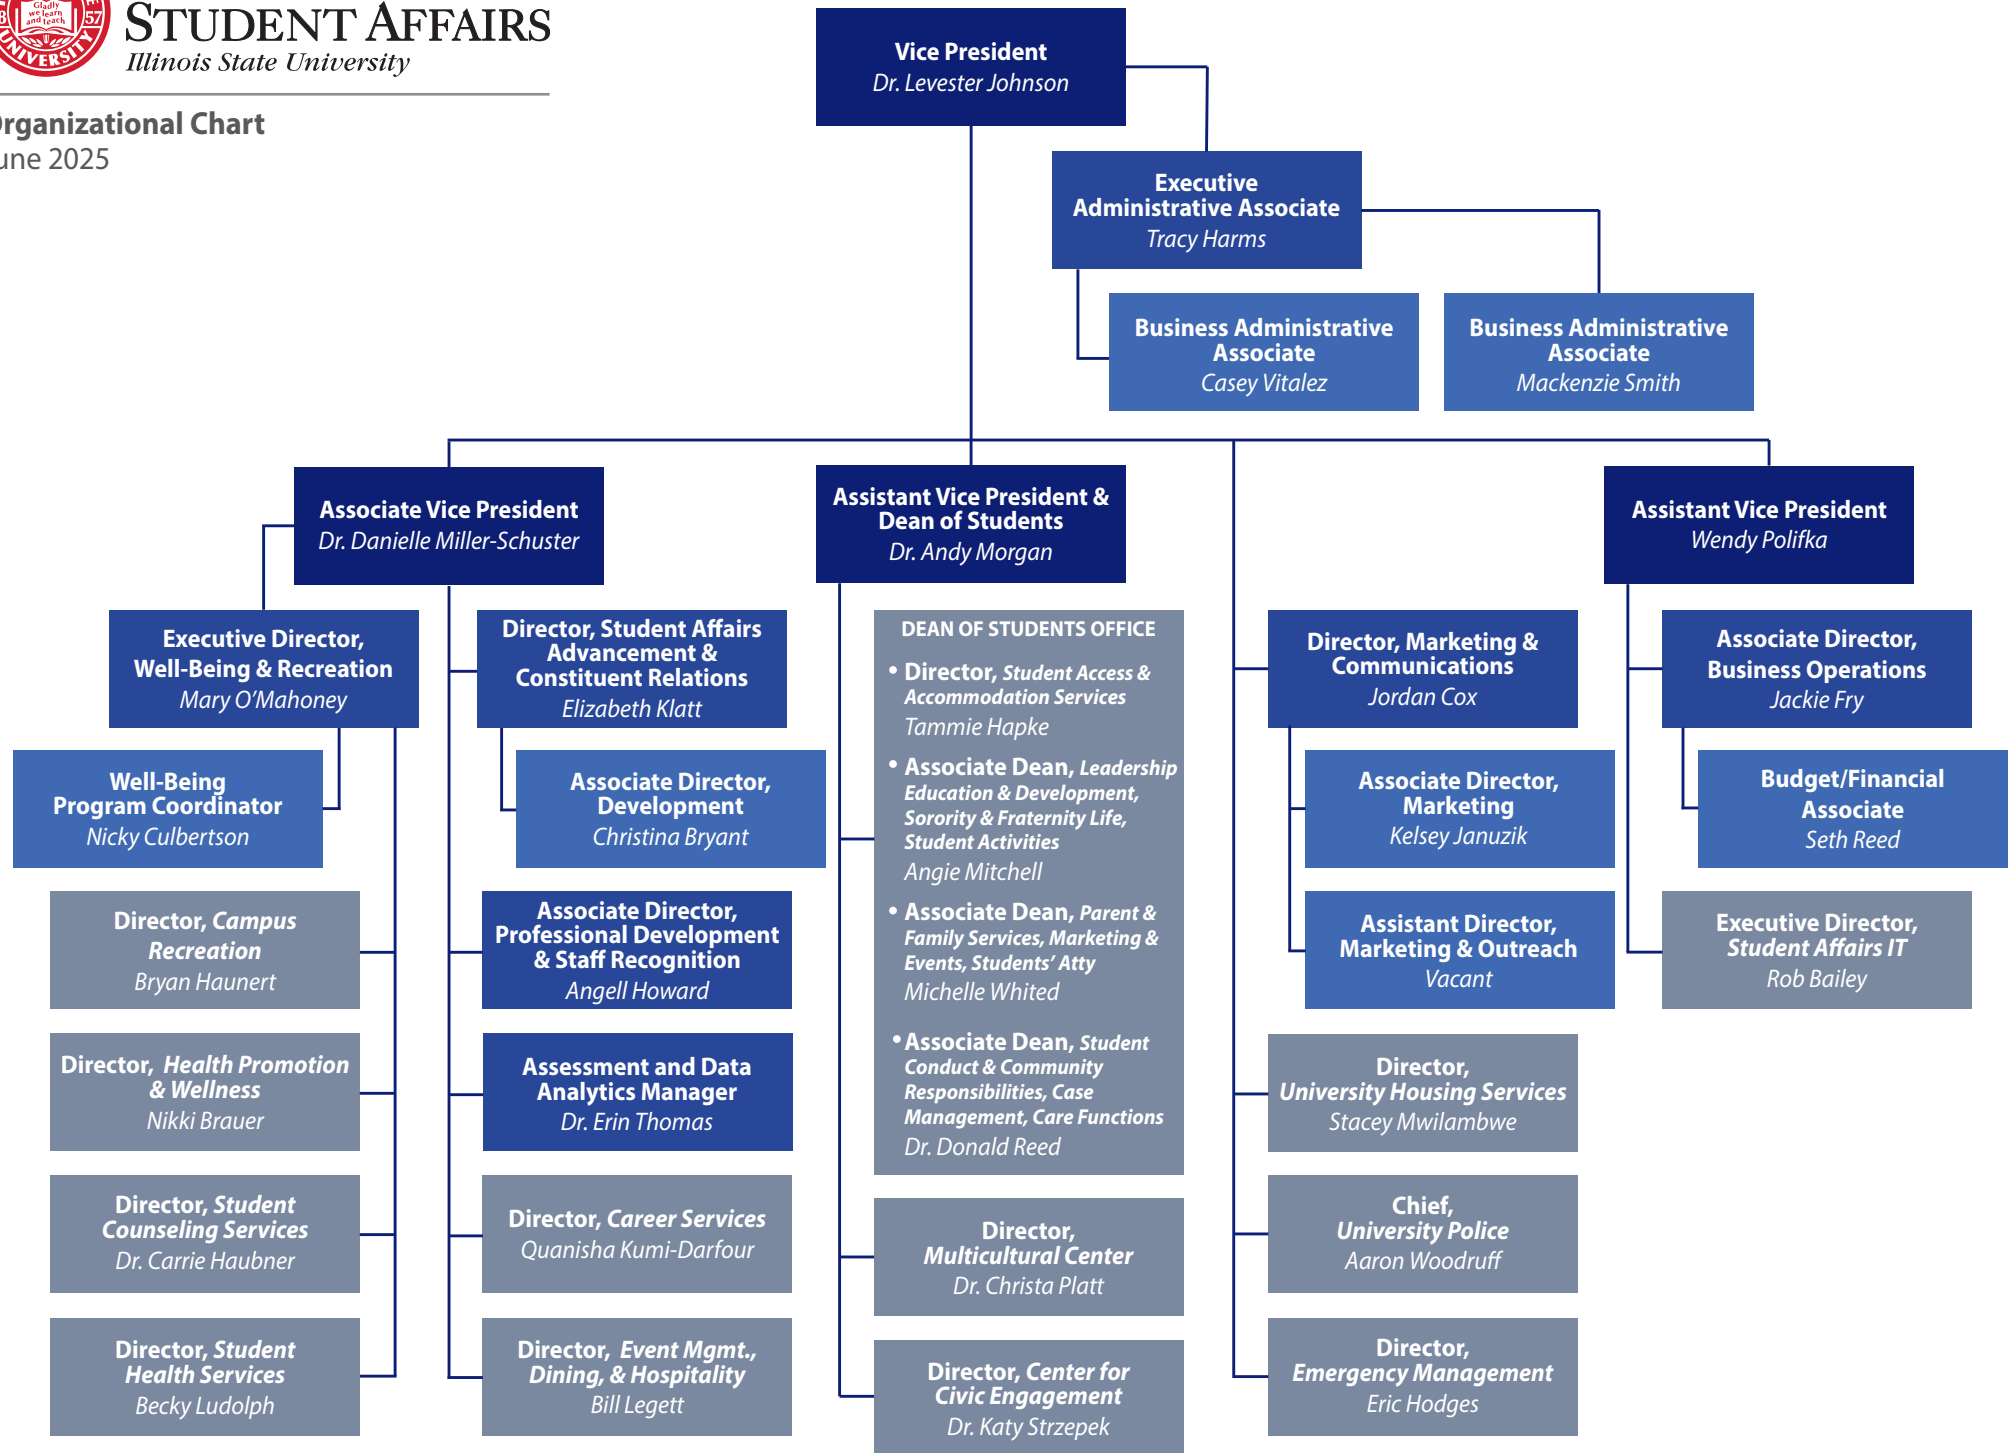 Gladly
we learn
and teach
57
UNIVERSITY
STUDENT AFFAIRS
Illinois State University
Organizational Chart
June 2025
Vice President
Dr. Levester Johnson
Executive
Administrative Associate
Tracy Harms
Business Administrative
Associate
Casey Vitalez
Business Administrative
Associate
Mackenzie Smith
Associate Vice President
Dr. Danielle Miller-Schuster
Assistant Vice President &
Dean of Students
Dr. Andy Morgan
Assistant Vice President
Wendy Polifka
Executive Director,
Well-Being & Recreation
Mary O'Mahoney
Well-Being
Program Coordinator
Nicky Culbertson
Director, Campus
Recreation
Bryan Haunert
Director, Health Promotion
& Wellness
Nikki Brauer
Director, Student
Counseling Services
Dr. Carrie Haubner
Director, Student
Health Services
Becky Ludolph
Director, Student Affairs
Advancement &
Constituent Relations
Elizabeth Klatt
Associate Director,
Development
Christina Bryant
Associate Director,
Professional Development
& Staff Recognition
Angell Howard
Assessment and Data
Analytics Manager
Dr. Erin Thomas
Director, Career Services
Quanisha Kumi-Darfour
Director, Event Mgmt.,
Dining, & Hospitality
Bill Legett
DEAN OF STUDENTS OFFICE
• Director, Student Access &
Accommodation Services
Tammie Hapke
• Associate Dean, Leadership
Education & Development,
Sorority & Fraternity Life,
Student Activities
Angie Mitchell
• Associate Dean, Parent &
Family Services, Marketing &
Events, Students' Atty
Michelle Whited
• Associate Dean, Student
Conduct & Community
Responsibilities, Case
Management, Care Functions
Dr. Donald Reed
Director,
Multicultural Center
Dr. Christa Platt
Director, Center for
Civic Engagement
Dr. Katy Strzepek
Director, Marketing &
Communications
Jordan Cox
Associate Director,
Marketing
Kelsey Januzik
Assistant Director,
Marketing & Outreach
Vacant
Director,
University Housing Services
Stacey Mwilambwe
Chief,
University Police
Aaron Woodruff
Director,
Emergency Management
Eric Hodges
Associate Director,
Business Operations
Jackie Fry
Budget/Financial
Associate
Seth Reed
Executive Director,
Student Affairs IT
Rob Bailey